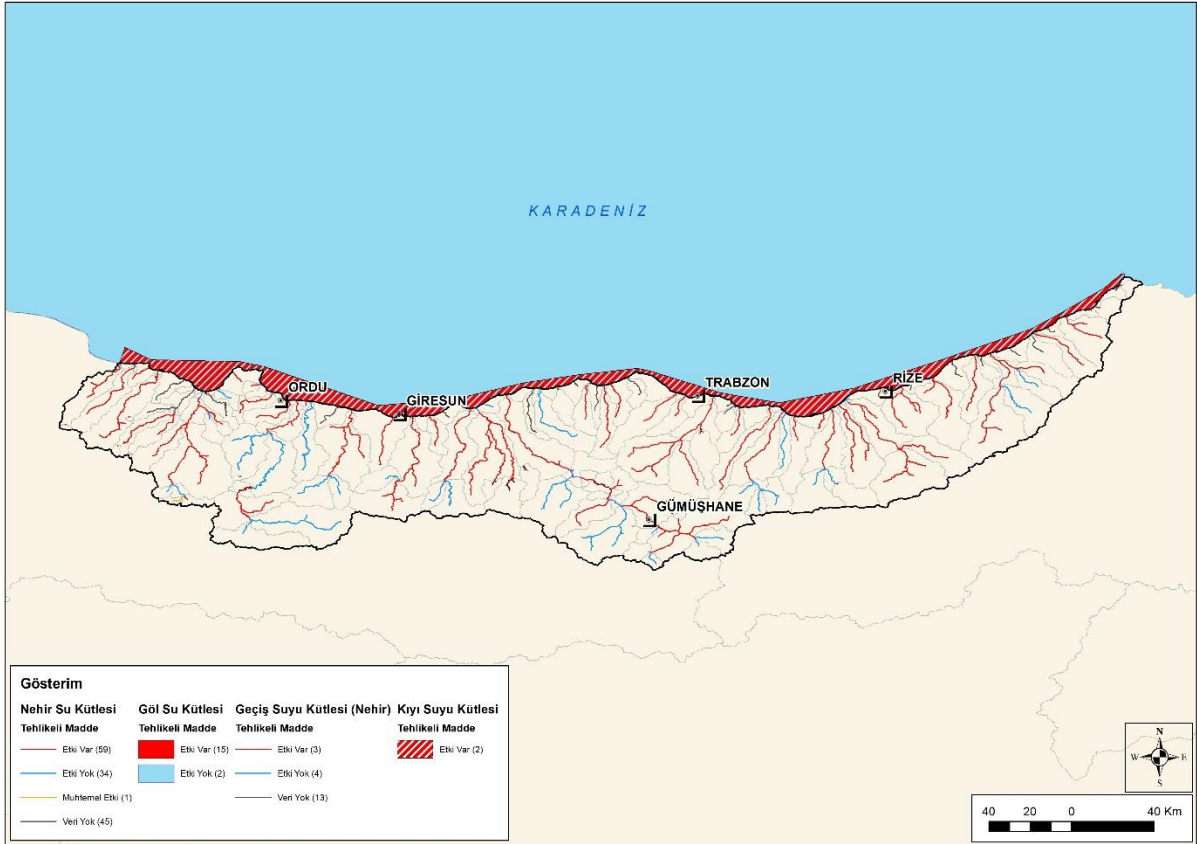 KARADENİZ
ORDU
GİRESUN
TRABZON
RİZE
GÜMÜŞHANE
Gösterim
Nehir Su Kütlesi
Tehlikeli Madde
Etki Var (59)
Etki Yok (34)
Muhtemel Etki (1)
Veri Yok (45)
Göl Su Kütlesi
Tehlikeli Madde
Etki Var (15)
Etki Yok (2)
Geçiş Suyu Kütlesi (Nehir)
Tehlikeli Madde
Etki Var (3)
Etki Yok (4)
Veri Yok (13)
Kıyı Suyu Kütlesi
Tehlikeli Madde
Etki Var (2)
N
W E
S
40 20 0 40 Km